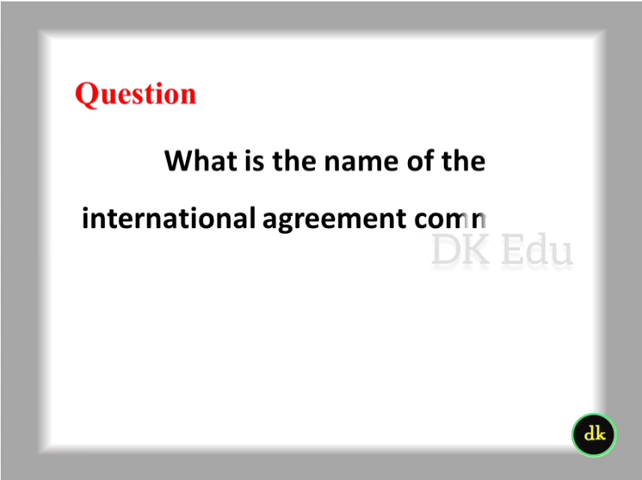 Question
What is the name of the
international agreement
DK Edu
dk